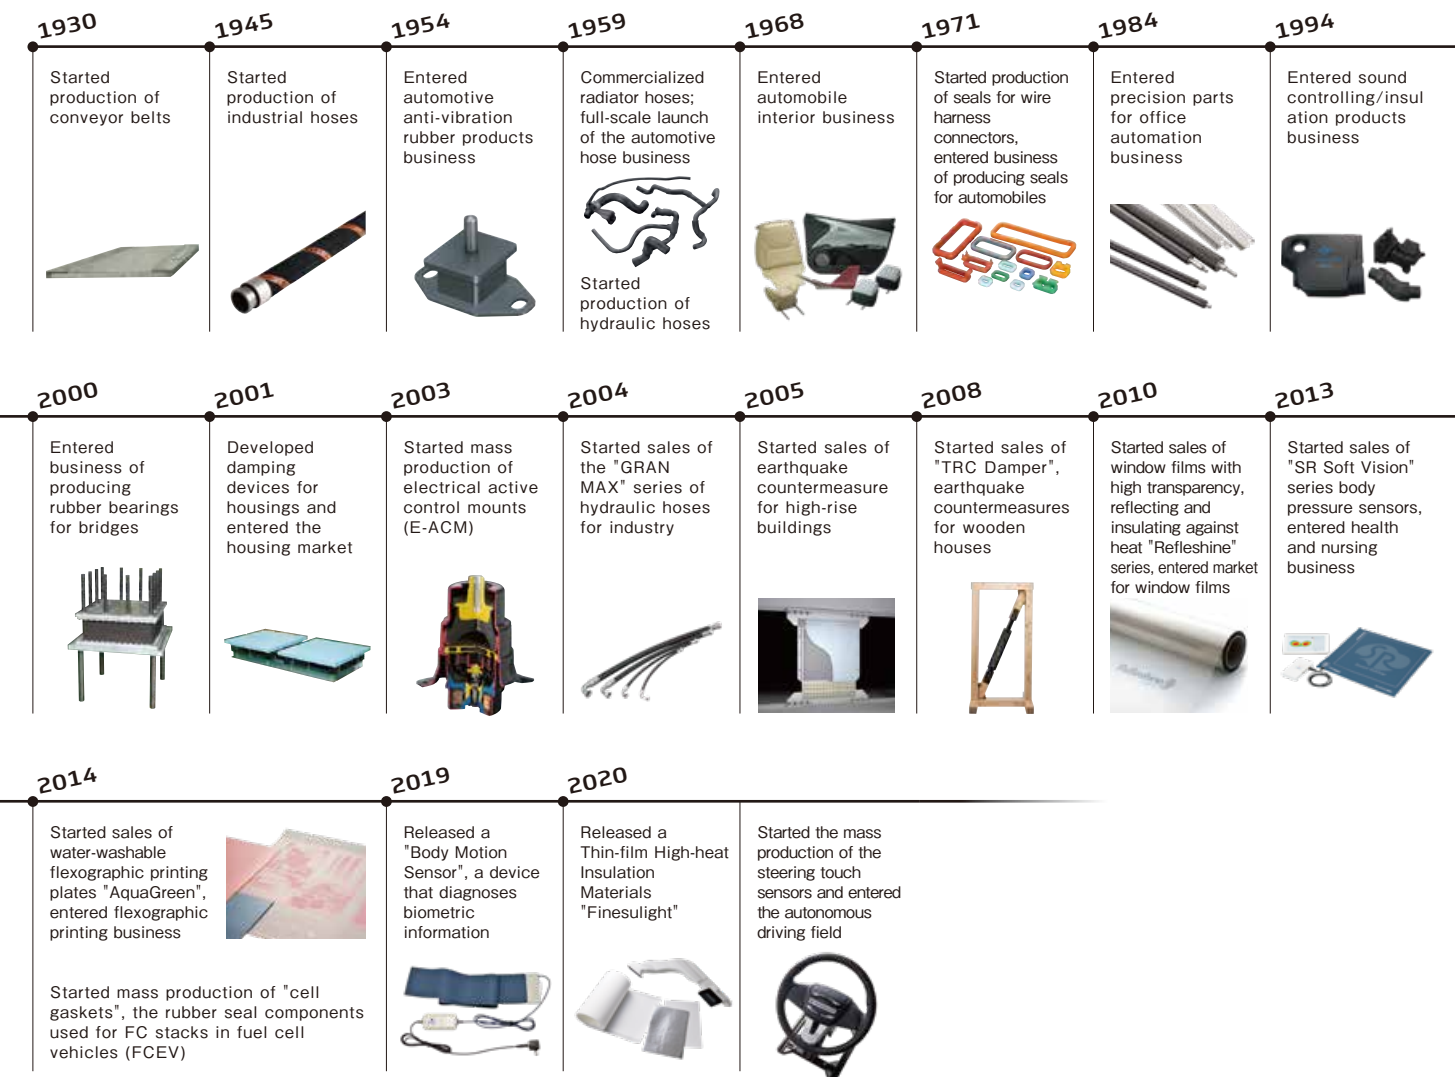 1930
Started
production of
conveyor belts
1945
Started
production of
industrial hoses
1954
Entered
automotive
anti-vibration
rubber products
business
1959
Commercialized
radiator hoses;
full-scale launch
of the automotive
hose business
Started
production of
hydraulic hoses
1968
Entered
automobile
interior business
1971
Started production
of seals for wire
harness
connectors,
entered business
of producing seals
for automobiles
1984
Entered
precision parts
for office
automation
business
1994
Entered sound
controlling/insul
ation products
business
2000
Entered
business of
producing
rubber bearings
for bridges
2001
Developed
damping
devices for
housings and
entered the
housing market
2003
Started mass
production of
electrical active
control mounts
(E-ACM)
2004
Started sales of
the "GRAN
MAX" series of
hydraulic hoses
for industry
2005
Started sales of
earthquake
countermeasure
for high-rise
buildings
2008
Started sales of
"TRC Damper",
earthquake
countermeasures
for wooden
houses
2010
Started sales of
window films with
high transparency,
reflecting and
insulating against
heat "Refleshine"
series, entered market
for window films
2013
Started sales of
"SR Soft Vision"
series body
pressure sensors,
entered health
and nursing
business
SR
2014
Started sales of
water-washable
flexographic printing
plates "AquaGreen",
entered flexographic
printing business
Started mass production of "cell
gaskets", the rubber seal components
used for FC stacks in fuel cell
vehicles (FCEV)
2019
Released a
"Body Motion
Sensor", a device
that diagnoses
biometric
information
2020
Released a
Thin-film High-heat
Insulation
Materials
"Finesulight"
Started the mass
production of the
steering touch
sensors and entered
the autonomous
driving field